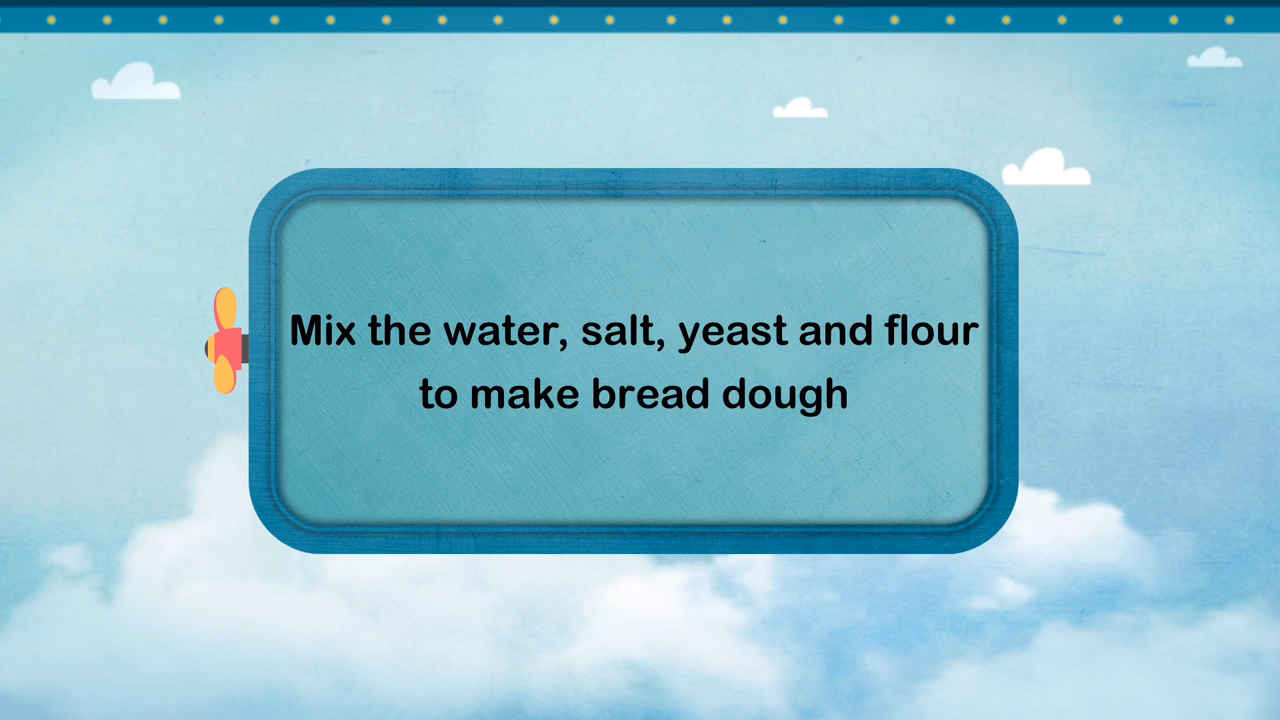 Mix the water, salt, yeast and flour
to make bread dough